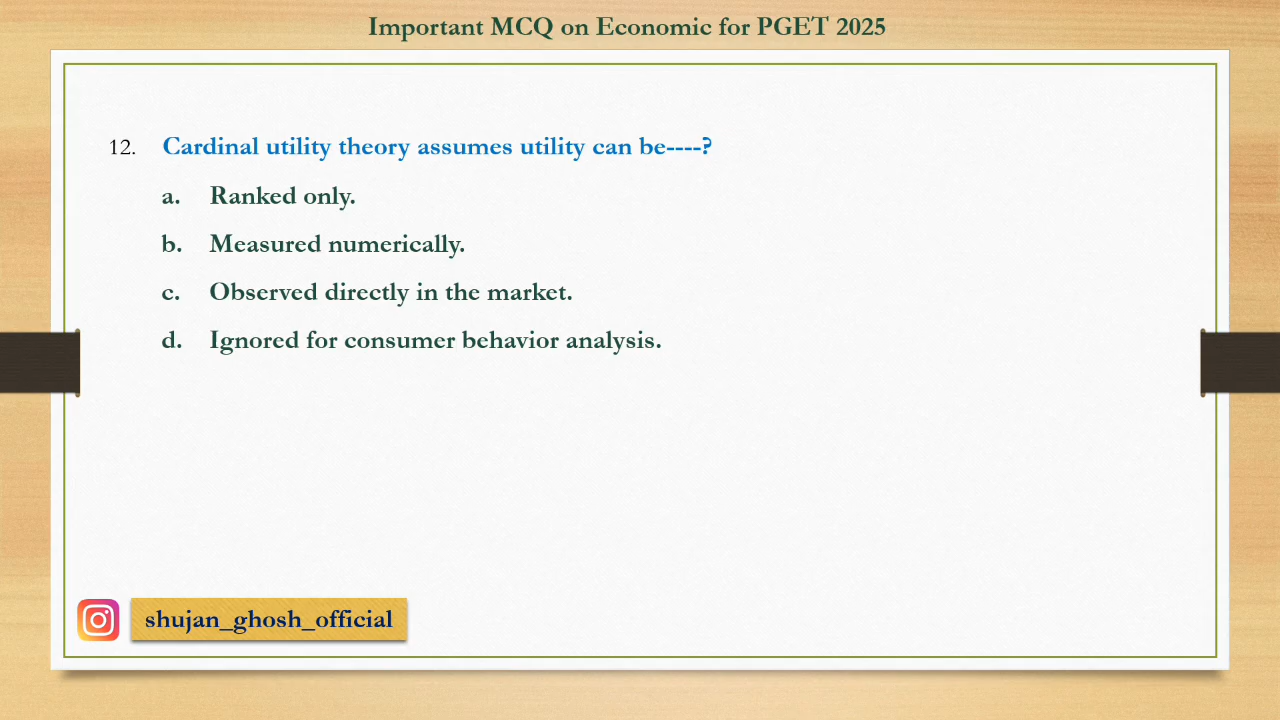 Important MCQ on Economic for PGET 2025
12. Cardinal utility theory assumes utility can be----?
a. Ranked only.
b. Measured numerically.
c. Observed directly in the market.
d. Ignored for consumer behavior analysis.
shujan_ghosh_official